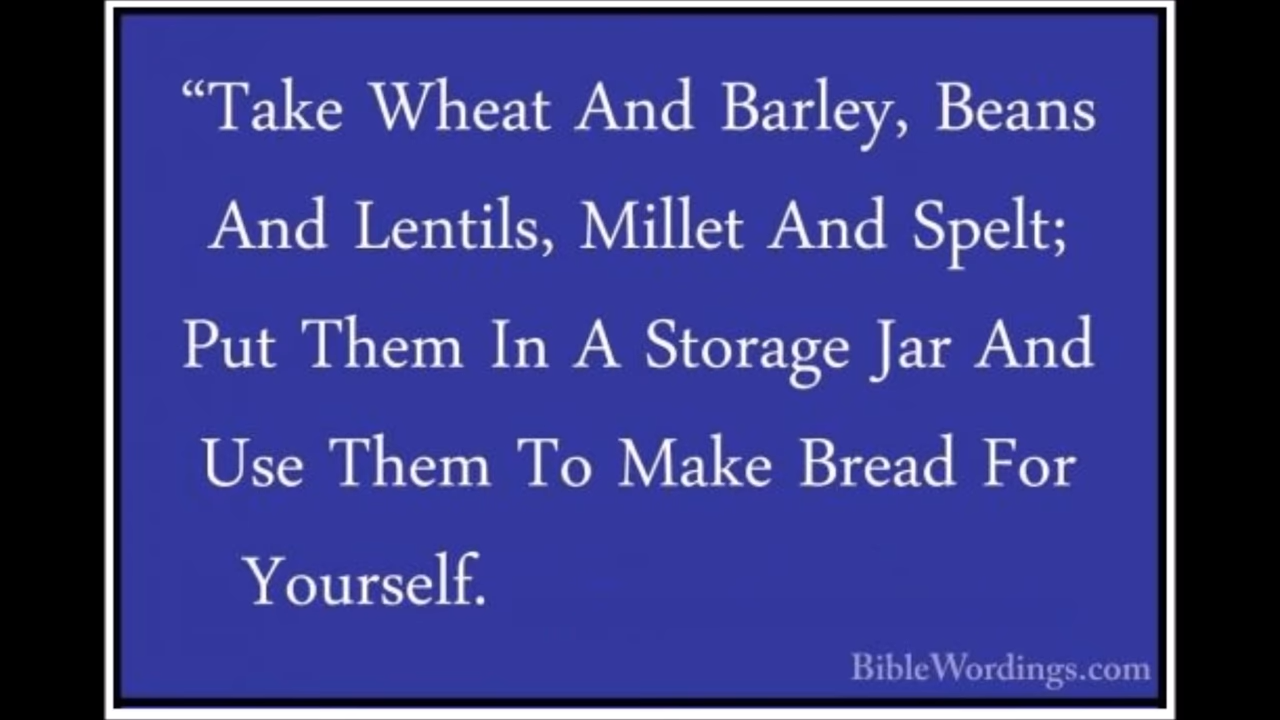 “Take Wheat And Barley, Beans
And Lentils, Millet And Spelt;
Put Them In A Storage Jar And
Use Them To Make Bread For
Yourself.
BibleWordings.com